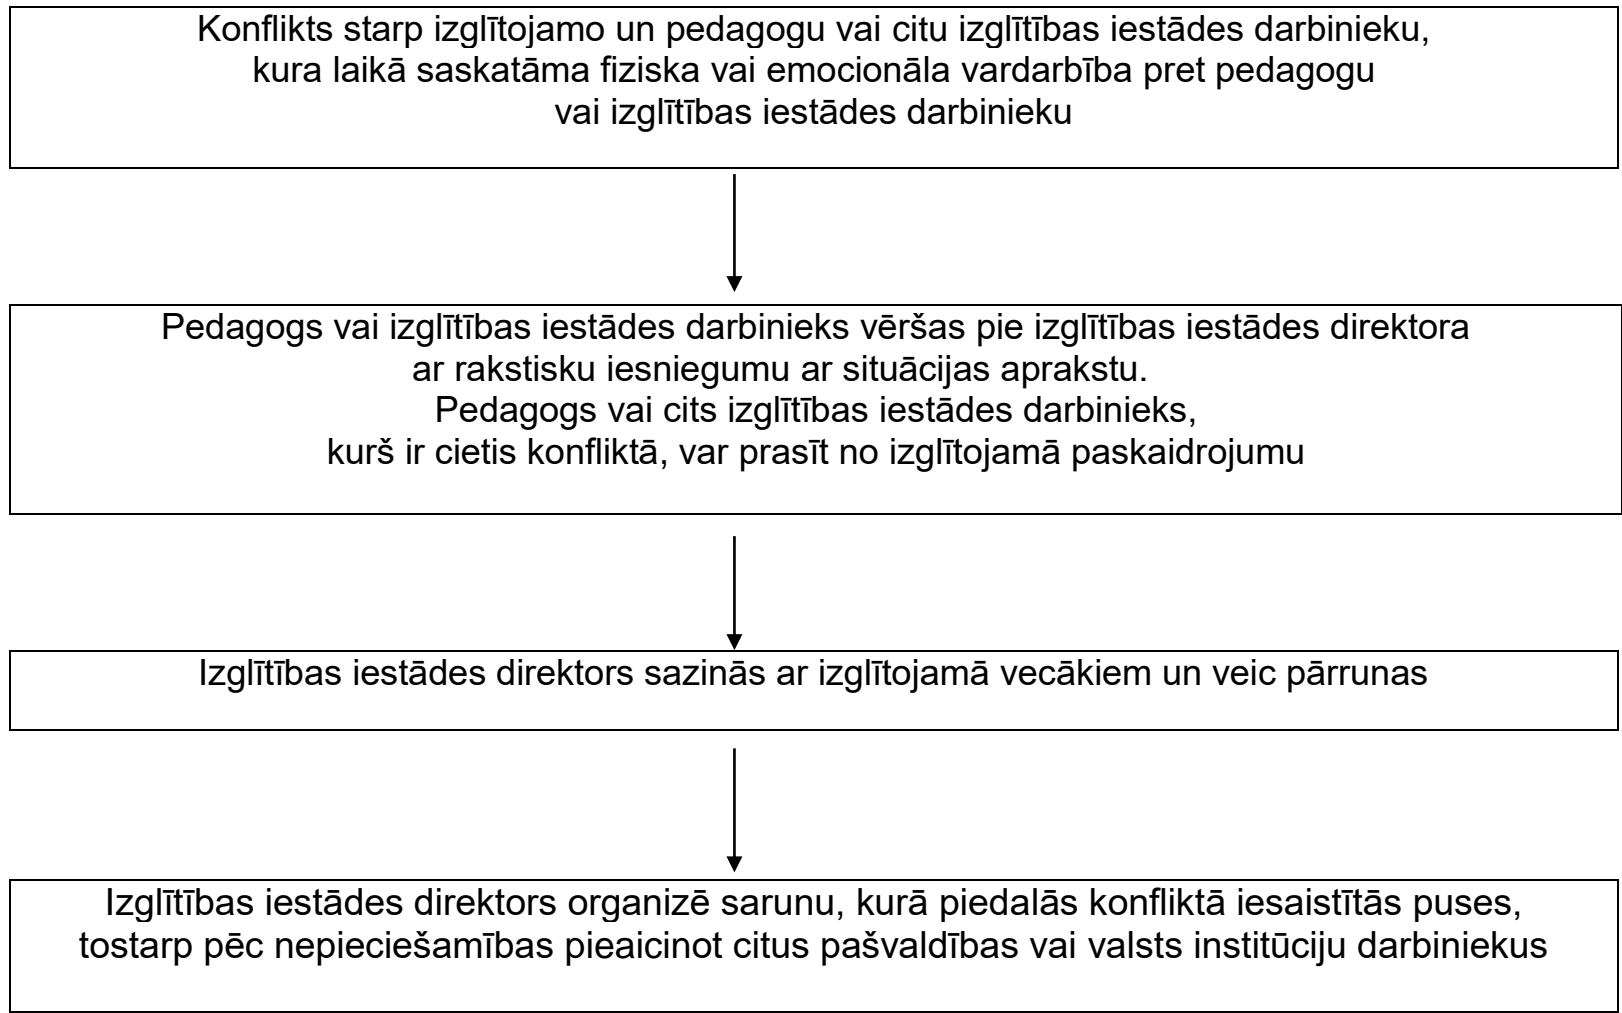 Konflikts starp izglītojamo un pedagogu vai citu izglītības iestādes darbinieku,
kura laikā saskatāma fiziska vai emocionāla vardarbība pret pedagogu
vai izglītības iestādes darbinieku
Pedagogs vai izglītības iestādes darbinieks vēršas pie izglītības iestādes direktora
ar rakstisku iesniegumu ar situācijas aprakstu.
Pedagogs vai cits izglītības iestādes darbinieks,
kurš ir cietis konfliktā, var prasīt no izglītojamā paskaidrojumu
Izglītības iestādes direktors sazinās ar izglītojamā vecākiem un veic pārrunas
Izglītības iestādes direktors organizē sarunu, kurā piedalās konfliktā iesaistītās puses,
tostarp pēc nepieciešamības pieaicinot citus pašvaldības vai valsts institūciju darbiniekus